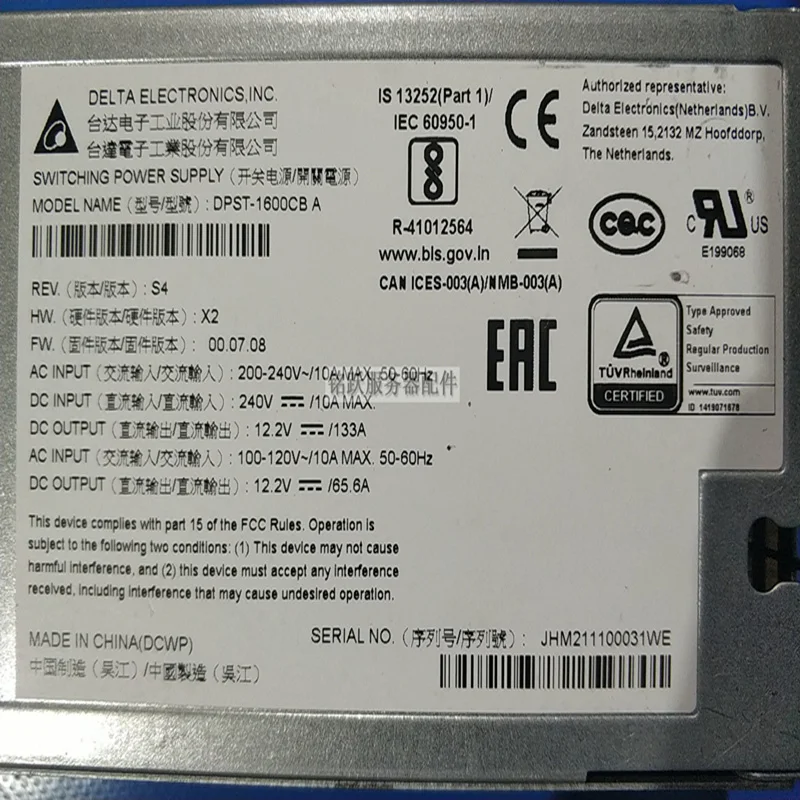 DELTA ELECTRONICS,INC.
台达电子工业股份有限公司
台達電子工業股份有限公司
SWITCHING POWER SUPPLY (开关电源/開關電源)
MODEL NAME (型号/型號) : DPST-1600CB A
REV. (版本/版本) : S4
HW. (硬件版本/硬件版本) : X2
FW. (固件版本/固件版本) : 00.07.08
AC INPUT (交流输入/交流輸入) : 200-240V~/10A MAX. 50-60Hz
DC INPUT (直流输入/直流輸入) : 240V ⎓ /10A MAX.
DC OUTPUT (直流输出/直流輸出) : 12.2V ⎓ /133A
AC INPUT (交流输入/交流輸入) : 100-120V~/10A MAX. 50-60Hz
DC OUTPUT (直流输出/直流輸出) : 12.2V ⎓ /65.6A
铭跃服务器配件
This device complies with part 15 of the FCC Rules. Operation is
subject to the following two conditions: (1) This device may not cause
harmful interference, and (2) this device must accept any interference
received, including interference that may cause undesired operation.
MADE IN CHINA(DCWP)
中国制造（吴江）/中國製造（吳江）
SERIAL NO. (序列号/序列號) : JHM211100031WE
IS 13252(Part 1)/
IEC 60950-1
R-41012564
www.bls.gov.in
CAN ICES-003(A)/NMB-003(A)
CE
Authorized representative:
Delta Electronics(Netherlands)B.V.
Zandsteen 15,2132 MZ Hoofddorp,
The Netherlands.
CQC
c RU ® US
E199068
EAC
TÜVRheinland ®
CERTIFIED
Type Approved
Safety
Regular Production
Surveillance
www.tuv.com
ID 1419071878